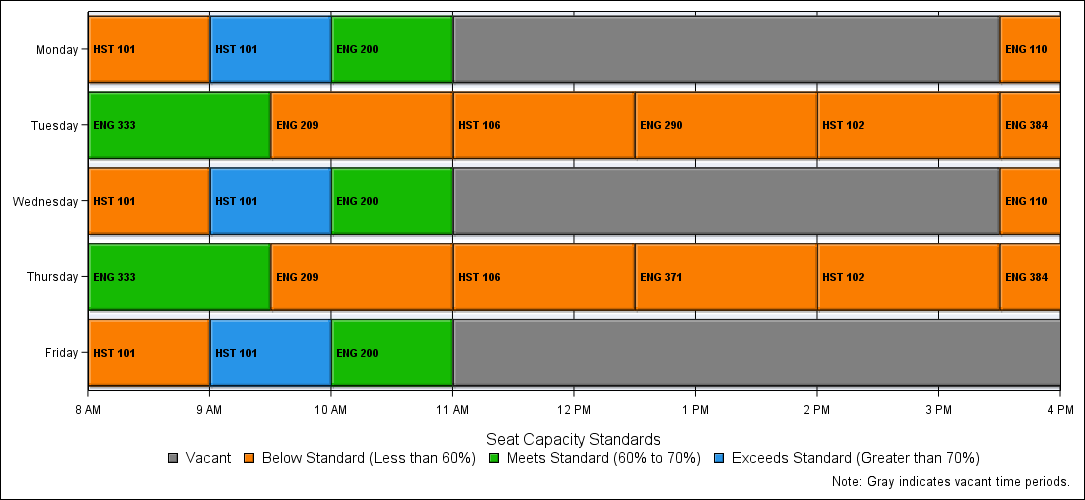 Monday HST 101 HST 101 ENG 200 ENG 110
Tuesday ENG 333 ENG 209 HST 106 ENG 290 HST 102 ENG 384
Wednesday HST 101 HST 101 ENG 200 ENG 110
Thursday ENG 333 ENG 209 HST 106 ENG 371 HST 102 ENG 384
Friday HST 101 HST 101 ENG 200
8 AM 9 AM 10 AM 11 AM 12 PM 1 PM 2 PM 3 PM 4 PM
Seat Capacity Standards
Vacant Below Standard (Less than 60%) Meets Standard (60% to 70%) Exceeds Standard (Greater than 70%)
Note: Gray indicates vacant time periods.